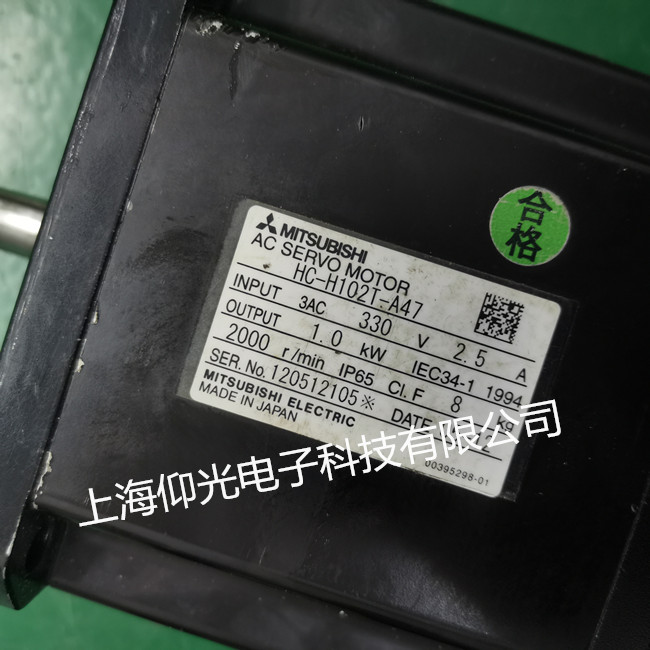 合格
MITSUBISHI
AC SERVO MOTOR
HC-H102T-A47
INPUT 3AC 330 V 2.5 A
OUTPUT 1.0 kW IEC34-1 1994
2000 r/min IP65 Cl.F 8 kg
SER.No.120512105※ DATE
MITSUBISHI ELECTRIC
MADE IN JAPAN
00395298-01
上海仰光电子科技有限公司